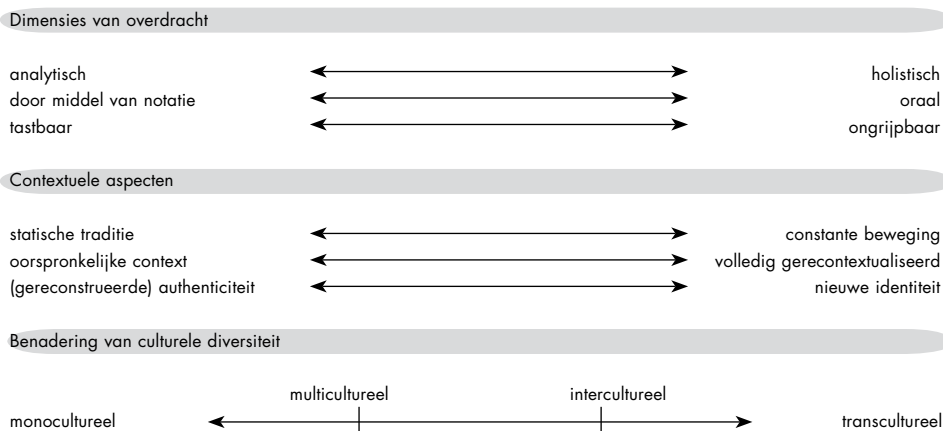 Dimensies van overdracht
analytisch holistisch
door middel van notatie oraal
tastbaar ongrijpbaar
Contextuele aspecten
statische traditie constante beweging
oorspronkelijke context volledig gerecontextualiseerd
(gereconstrueerde) authenticiteit nieuwe identiteit
Benadering van culturele diversiteit
multicultureel intercultureel
monocultureel transcultureel